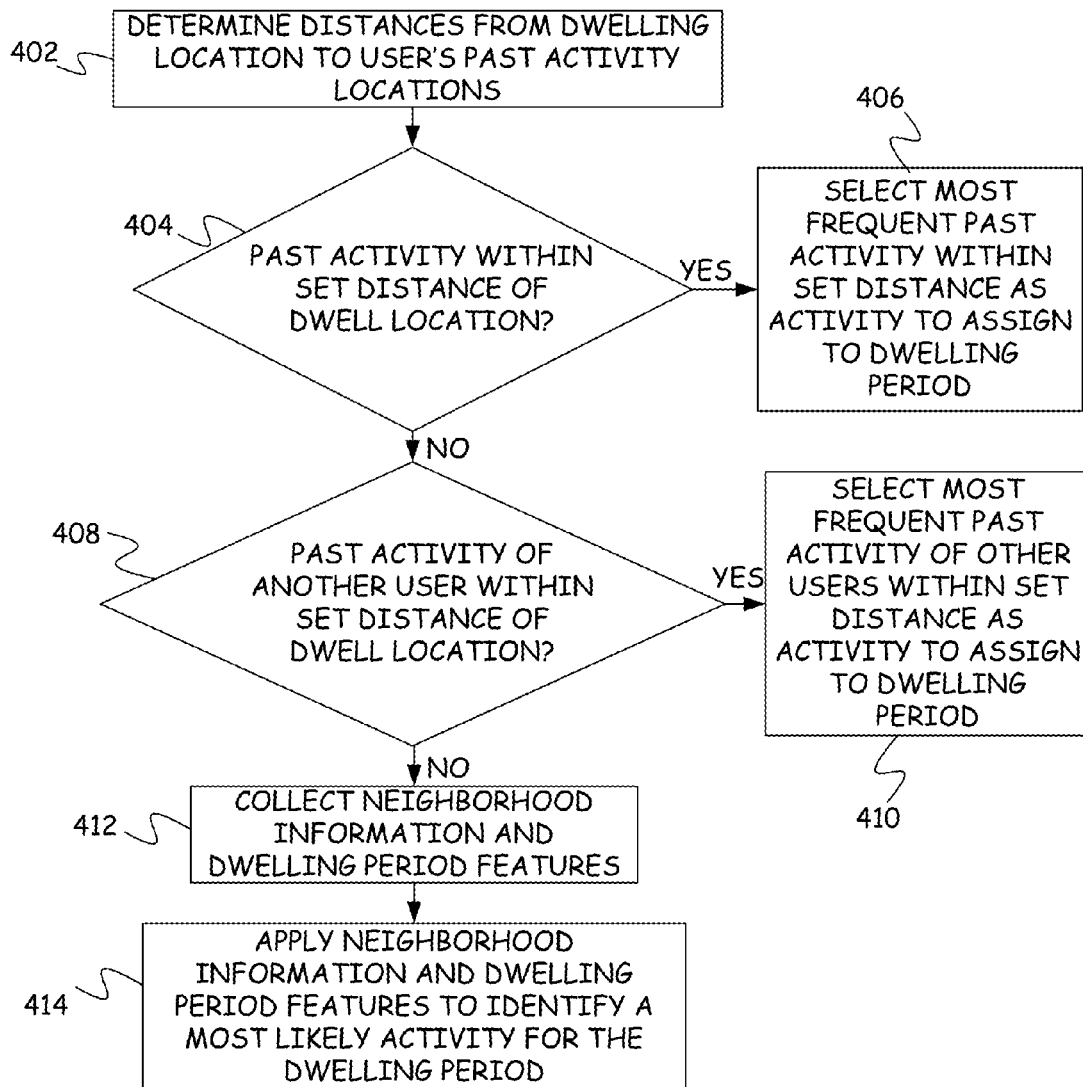 402
DETERMINE DISTANCES FROM DWELLING
LOCATION TO USER'S PAST ACTIVITY
LOCATIONS
404
PAST ACTIVITY WITHIN
SET DISTANCE OF
DWELL LOCATION?
YES
406
SELECT MOST
FREQUENT PAST
ACTIVITY WITHIN
SET DISTANCE AS
ACTIVITY TO ASSIGN
TO DWELLING
PERIOD
NO
408
PAST ACTIVITY OF
ANOTHER USER WITHIN
SET DISTANCE OF
DWELL LOCATION?
YES
SELECT MOST
FREQUENT PAST
ACTIVITY OF OTHER
USERS WITHIN SET
DISTANCE AS
ACTIVITY TO ASSIGN
TO DWELLING
PERIOD
410
NO
412
COLLECT NEIGHBORHOOD
INFORMATION AND
DWELLING PERIOD FEATURES
414
APPLY NEIGHBORHOOD
INFORMATION AND DWELLING
PERIOD FEATURES TO IDENTIFY A
MOST LIKELY ACTIVITY FOR THE
DWELLING PERIOD